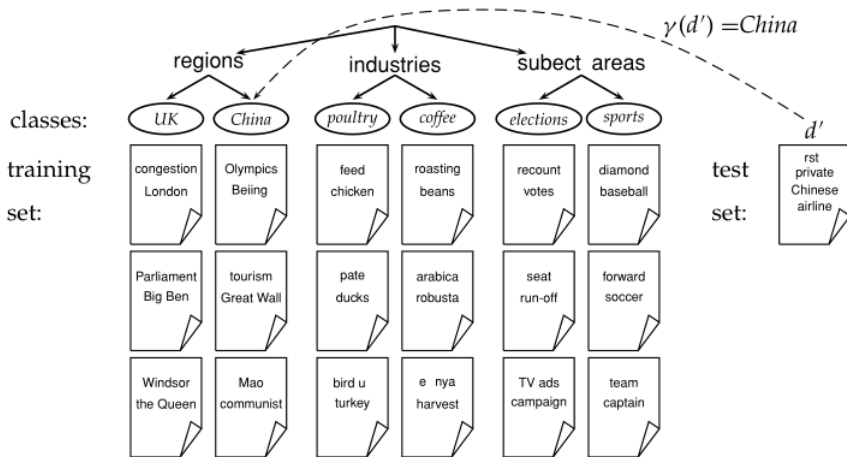 γ(d′) =China
regions
industries
subect areas
classes:
UK
China
poultry
coffee
elections
sports
d′
training
set:
test
set:
congestion
London
Olympics
Beiing
feed
chicken
roasting
beans
recount
votes
diamond
baseball
rst
private
Chinese
airline
Parliament
Big Ben
tourism
Great Wall
pate
ducks
arabica
robusta
seat
run-off
forward
soccer
Windsor
the Queen
Mao
communist
bird u
turkey
e nya
harvest
TV ads
campaign
team
captain